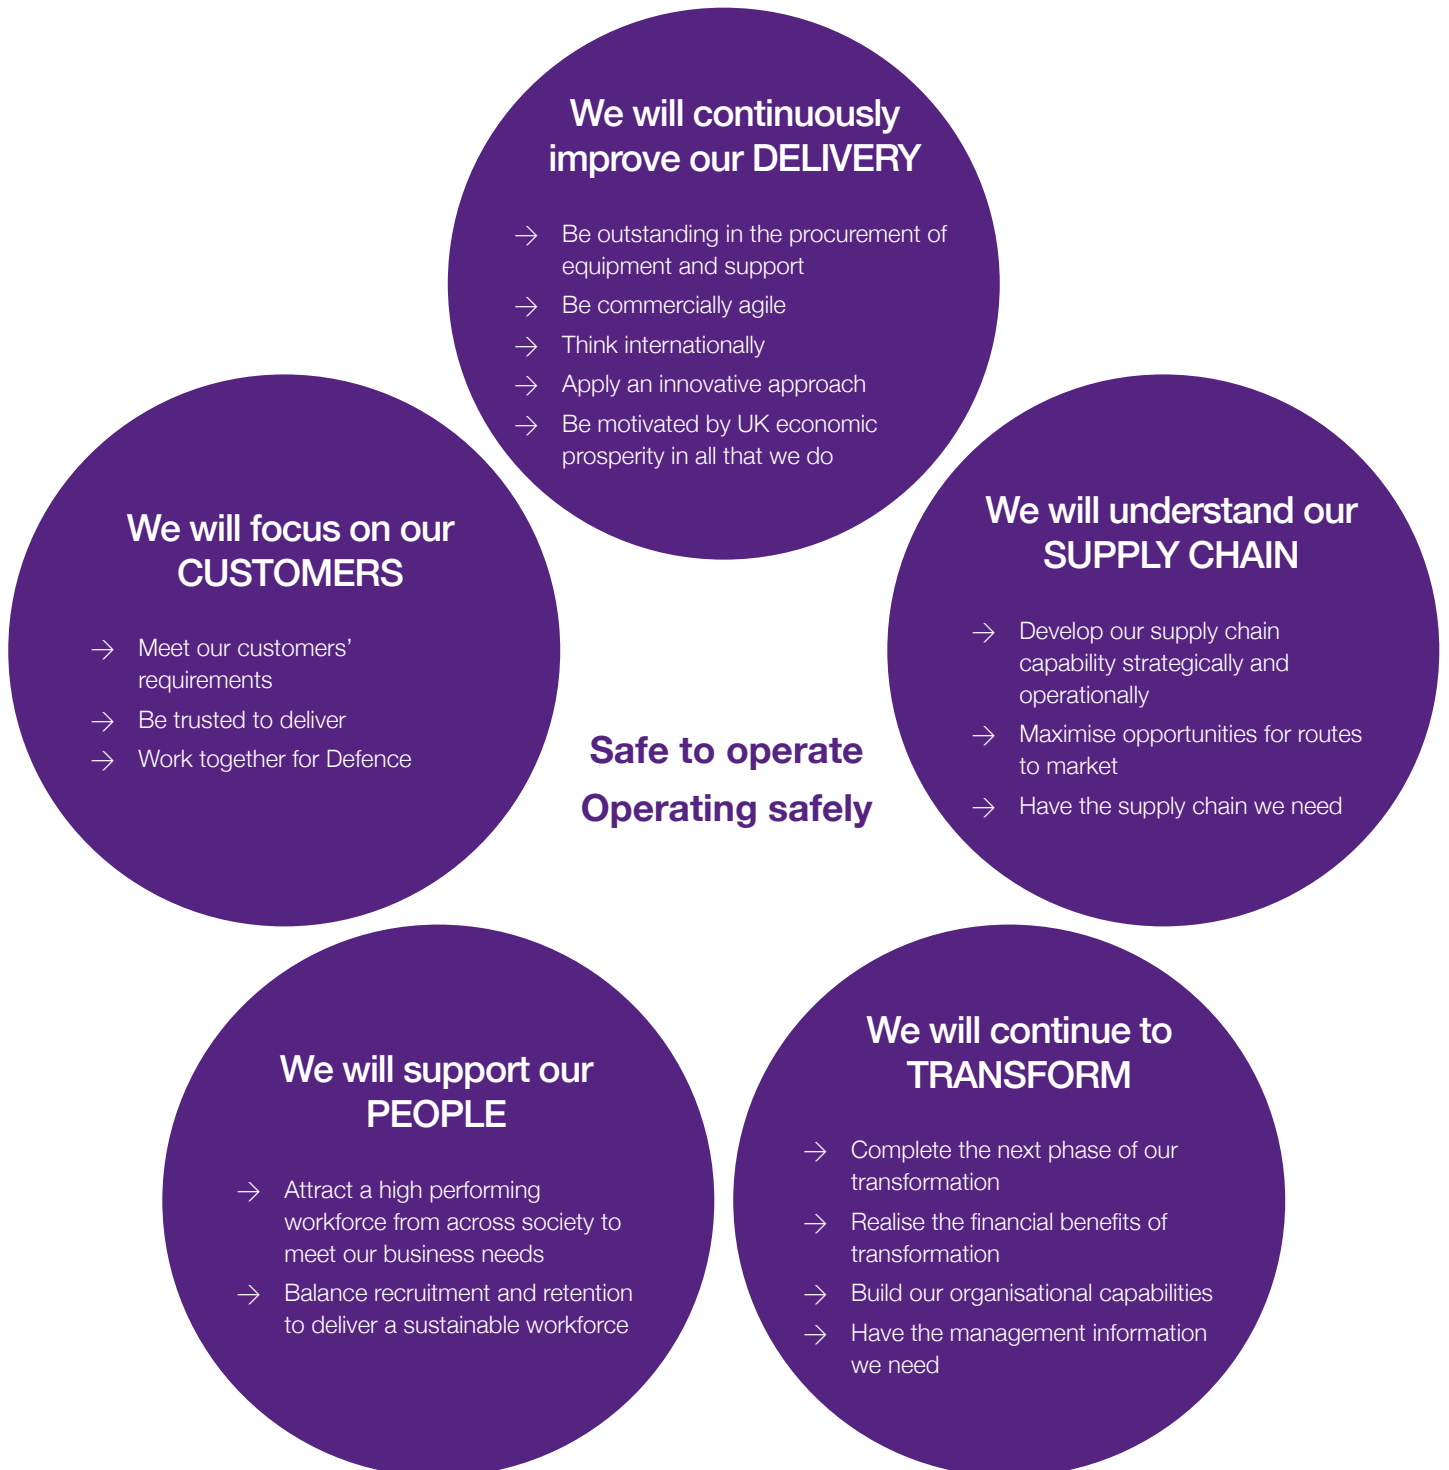 We will continuously
improve our DELIVERY
→ Be outstanding in the procurement of
equipment and support
→ Be commercially agile
→ Think internationally
→ Apply an innovative approach
→ Be motivated by UK economic
prosperity in all that we do
We will focus on our
CUSTOMERS
→ Meet our customers'
requirements
→ Be trusted to deliver
→ Work together for Defence
We will understand our
SUPPLY CHAIN
→ Develop our supply chain
capability strategically and
operationally
→ Maximise opportunities for routes
to market
→ Have the supply chain we need
Safe to operate
Operating safely
We will support our
PEOPLE
→ Attract a high performing
workforce from across society to
meet our business needs
→ Balance recruitment and retention
to deliver a sustainable workforce
We will continue to
TRANSFORM
→ Complete the next phase of our
transformation
→ Realise the financial benefits of
transformation
→ Build our organisational capabilities
→ Have the management information
we need